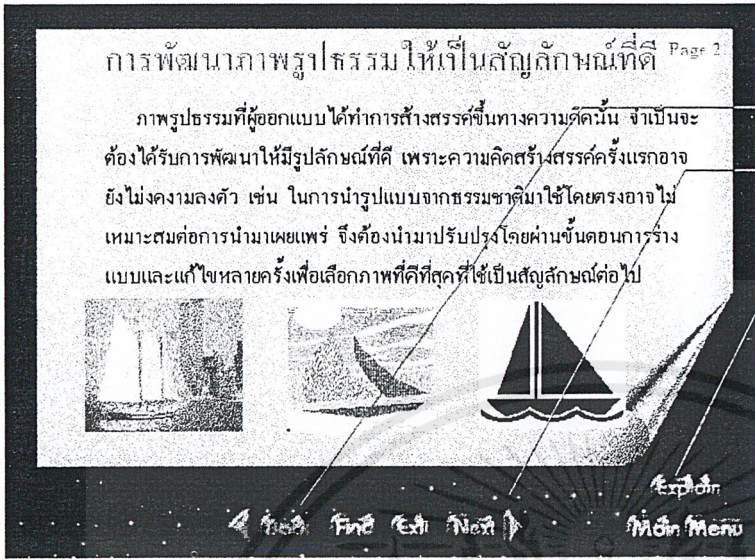 การพัฒนาภาพรูปธรรมให้เป็นสัญลักษณ์ที่ดี Page 2
ภาพรูปธรรมที่ผู้ออกแบบได้ทำการสร้างสรรค์ขึ้นทางความคิดนั้น จำเป็นจะ
ต้องได้รับการพัฒนาให้มีรูปลักษณ์ที่ดี เพราะความคิดสร้างสรรค์ครั้งแรกอาจ
ยังไม่งดงามลงตัว เช่น ในการนำรูปแบบจากธรรมชาติมาใช้โดยตรงอาจไม่
เหมาะสมต่อการนำมาเผยแพร่ จึงต้องนำมาปรับปรุงโดยผ่านขั้นตอนการร่าง
แบบและแก้ไขหลายครั้งเพื่อเลือกภาพที่ดีที่สุดที่ใช้เป็นสัญลักษณ์ต่อไป
Explain
Back Find Exit Next Main Menu